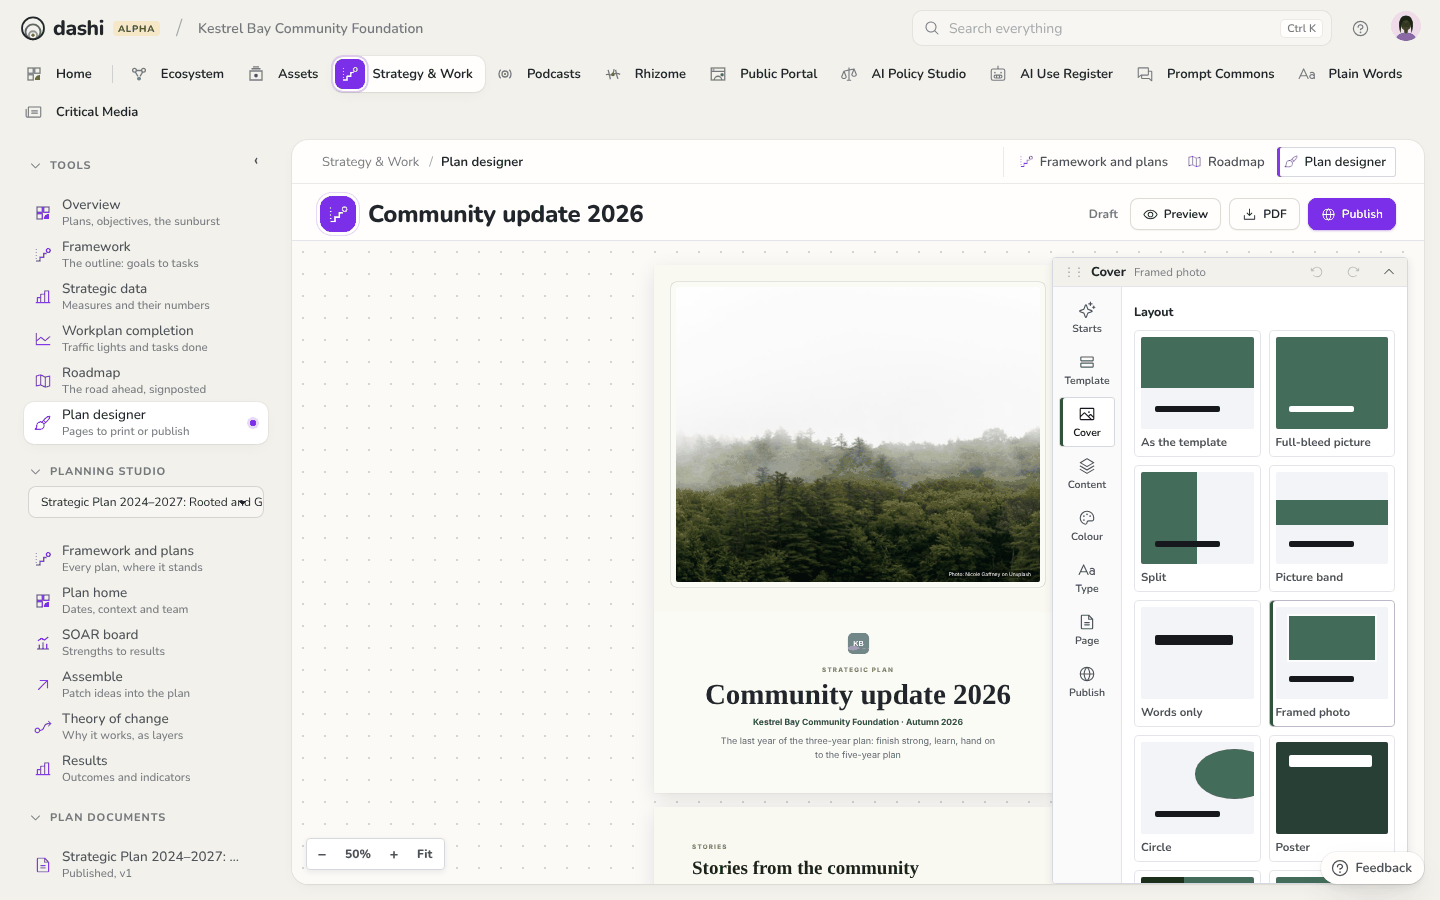 dashi ALPHA / Kestrel Bay Community Foundation
Search everything Ctrl K
Home
Ecosystem
Assets
Strategy & Work
Podcasts
Rhizome
Public Portal
AI Policy Studio
AI Use Register
Prompt Commons
Aa Plain Words
Critical Media
TOOLS
Overview
Plans, objectives, the sunburst
Framework
The outline: goals to tasks
Strategic data
Measures and their numbers
Workplan completion
Traffic lights and tasks done
Roadmap
The road ahead, signposted
Plan designer
Pages to print or publish
PLANNING STUDIO
Strategic Plan 2024–2027: Rooted and G
Framework and plans
Every plan, where it stands
Plan home
Dates, context and team
SOAR board
Strengths to results
Assemble
Patch ideas into the plan
Theory of change
Why it works, as layers
Results
Outcomes and indicators
PLAN DOCUMENTS
Strategic Plan 2024–2027: ...
Published, v1
Strategy & Work / Plan designer
Framework and plans
Roadmap
Plan designer
Community update 2026
Draft
Preview
PDF
Publish
Photo: Nicole Gaffney on Unsplash
KB
STRATEGIC PLAN
Community update 2026
Kestrel Bay Community Foundation · Autumn 2026
The last year of the three-year plan: finish strong, learn, hand on
to the five-year plan
STORIES
Stories from the community
− 50% + Fit
Cover Framed photo
Starts
Template
Cover
Content
Colour
Aa
Type
Page
Publish
Layout
As the template
Full-bleed picture
Split
Picture band
Words only
Framed photo
Circle
Poster
Feedback